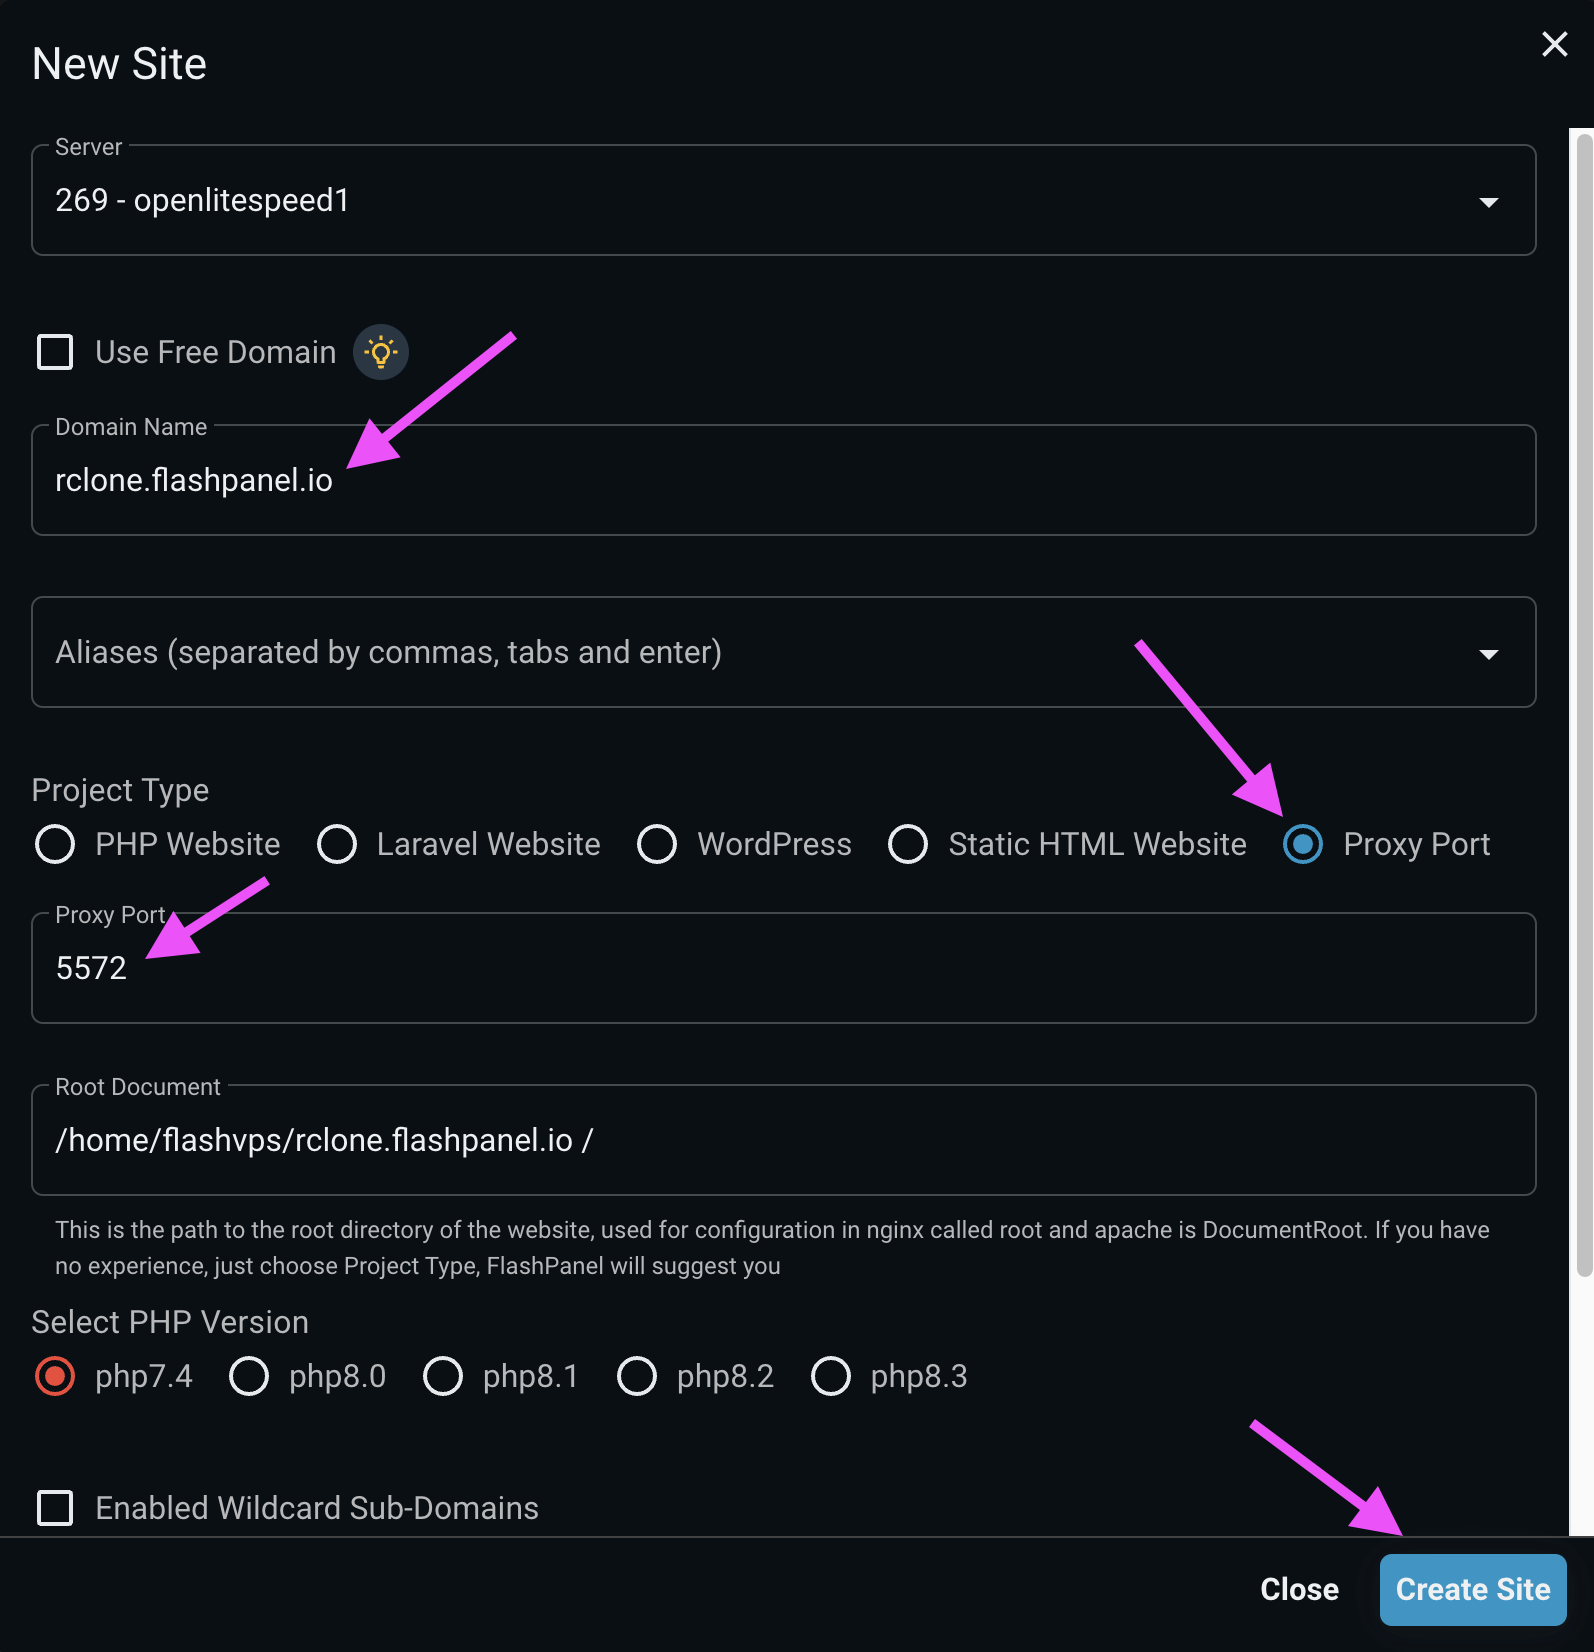 New Site
Server
269 - openlitespeed1
Use Free Domain
Domain Name
rclone.flashpanel.io
Aliases (separated by commas, tabs and enter)
Project Type
PHP Website Laravel Website WordPress Static HTML Website Proxy Port
Proxy Port
5572
Root Document
/home/flashvps/rclone.flashpanel.io /
This is the path to the root directory of the website, used for configuration in nginx called root and apache is DocumentRoot. If you have
no experience, just choose Project Type, FlashPanel will suggest you
Select PHP Version
php7.4 php8.0 php8.1 php8.2 php8.3
Enabled Wildcard Sub-Domains
Close Create Site